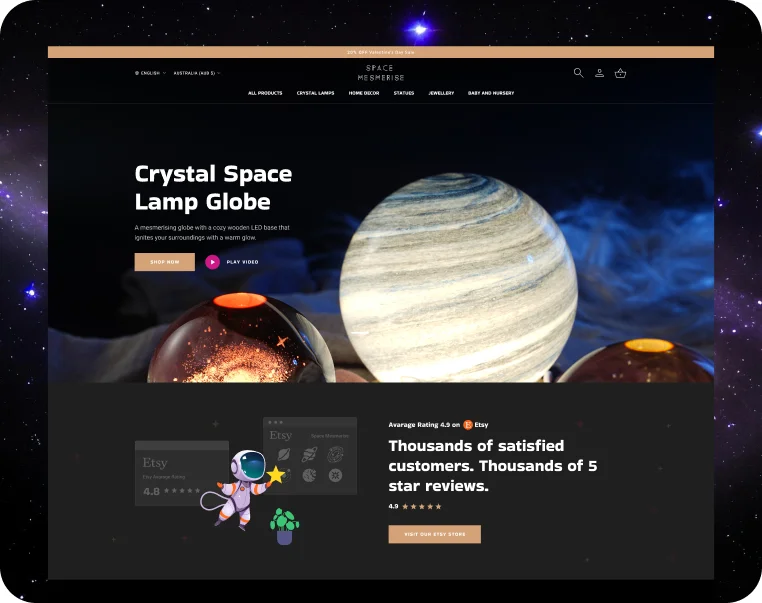 20% OFF Valentine's Day Sale
ENGLISH
AUSTRALIA (AUD $)
SPACE
MESMERISE
ALL PRODUCTS
CRYSTAL LAMPS
HOME DECOR
STATUES
JEWELLERY
BABY AND NURSERY
Crystal Space
Lamp Globe
A mesmerising globe with a cozy wooden LED base that
ignites your surroundings with a warm glow.
SHOP NOW
PLAY VIDEO
Etsy
Space Mesmerise
Etsy
Etsy Avarage Rating
4.8
Avarage Rating 4.9 on E Etsy
Thousands of satisfied
customers. Thousands of 5
star reviews.
4.9
VISIT OUR ETSY STORE